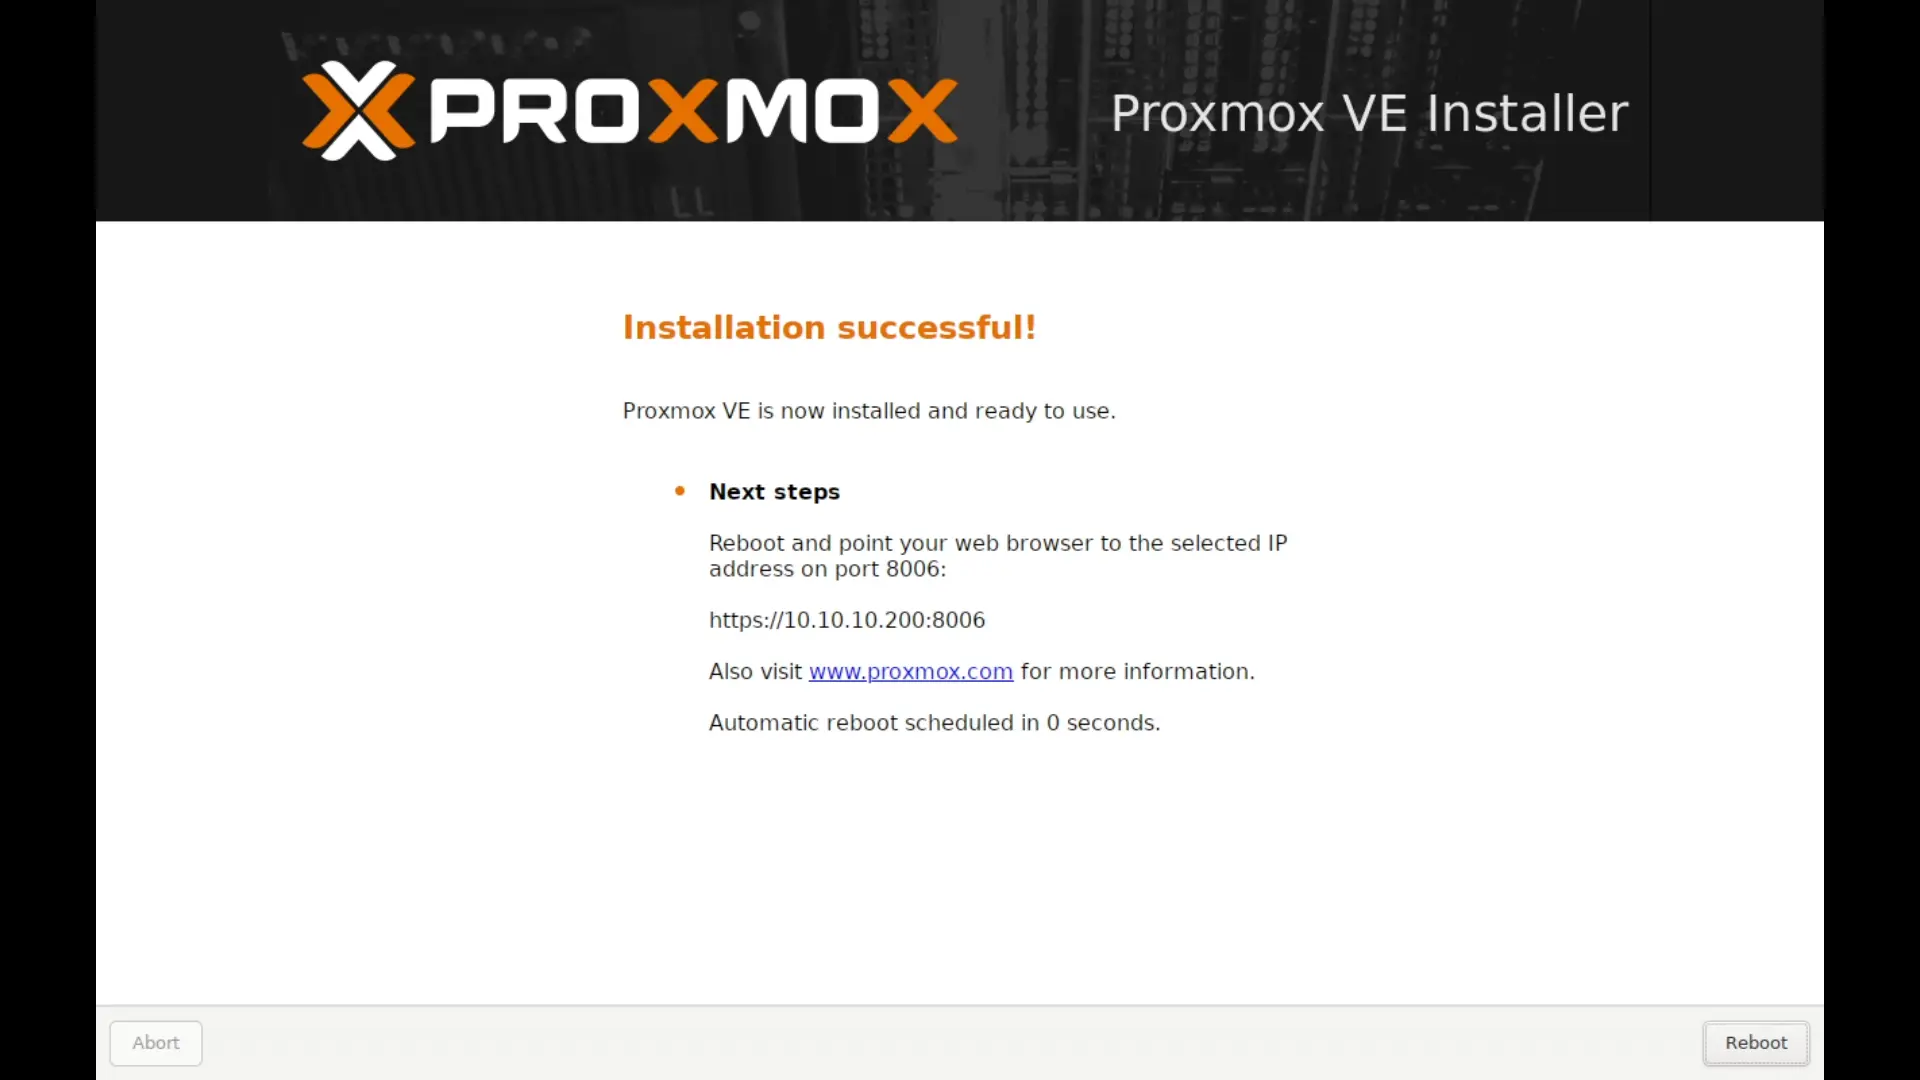 PROXMOX
Proxmox VE Installer
Installation successful!
Proxmox VE is now installed and ready to use.
Next steps
Reboot and point your web browser to the selected IP
address on port 8006:
https://10.10.10.200:8006
Also visit www.proxmox.com for more information.
Automatic reboot scheduled in 0 seconds.
Abort
Reboot